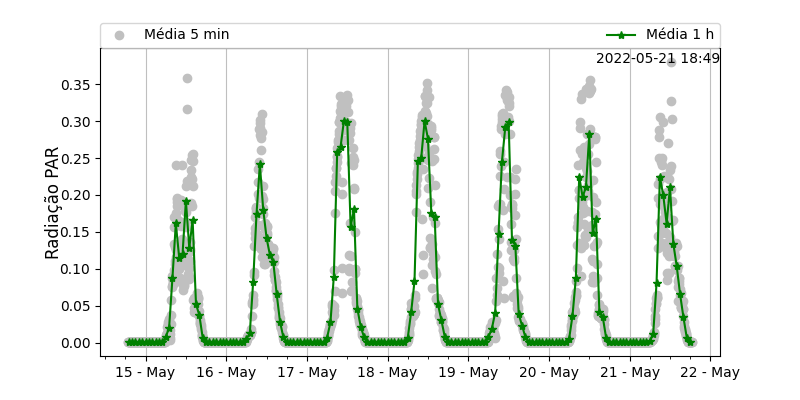 Média 5 min
Média 1 h
2022-05-21 18:49
Radiação PAR
0.35
0.30
0.25
0.20
0.15
0.10
0.05
0.00
15 - May
16 - May
17 - May
18 - May
19 - May
20 - May
21 - May
22 - May